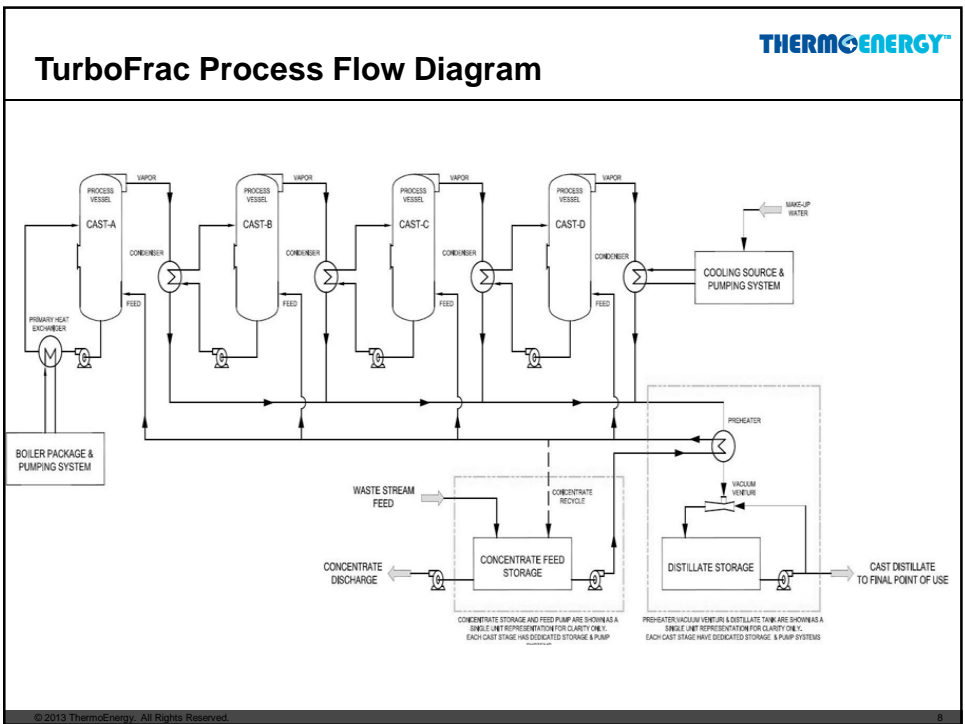 TurboFrac Process Flow Diagram
THERMOENERGY™
PROCESS
VESSEL
CAST-A
VAPOR
CONDENSER
FEED
PRIMARY HEAT
EXCHANGER
BOILER PACKAGE &
PUMPING SYSTEM
PROCESS
VESSEL
CAST-B
VAPOR
CONDENSER
FEED
PROCESS
VESSEL
CAST-C
VAPOR
CONDENSER
FEED
PROCESS
VESSEL
CAST-D
VAPOR
CONDENSER
FEED
MAKE-UP
WATER
COOLING SOURCE &
PUMPING SYSTEM
PREHEATER
VACUUM
VENTURI
WASTE STREAM
FEED
CONCENTRATE
RECYCLE
CONCENTRATE
DISCHARGE
CONCENTRATE FEED
STORAGE
DISTILLATE STORAGE
CAST DISTILLATE
TO FINAL POINT OF USE
CONCENTRATE STORAGE AND FEED PUMP ARE SHOWN AS A
SINGLE UNIT REPRESENTATION FOR CLARITY ONLY.
EACH CAST STAGE HAS DEDICATED STORAGE & PUMP
PREHEATER, VACUUM VENTURI & DISTILLATE TANK ARE SHOWN AS A
SINGLE UNIT REPRESENTATION FOR CLARITY ONLY.
EACH CAST STAGE HAVE DEDICATED STORAGE & PUMP SYSTEMS
© 2013 ThermoEnergy. All Rights Reserved.
8